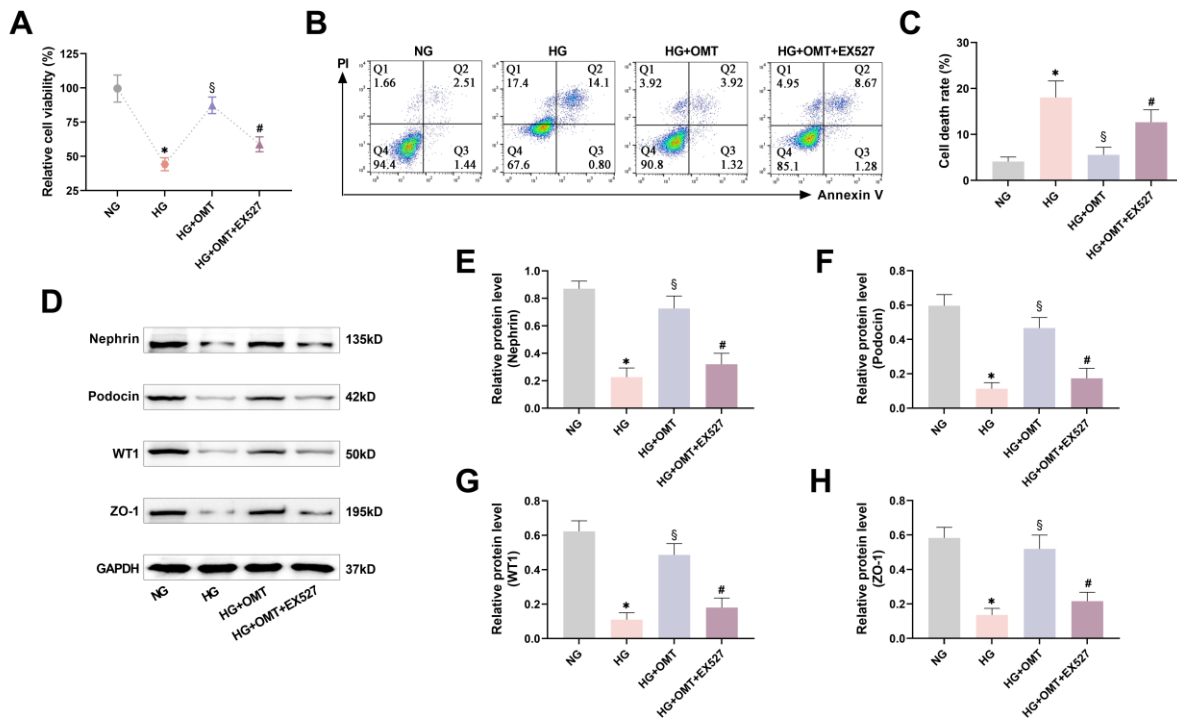 A
Relative cell viability (%)
125
100
75
50
25
*
§
#
NG
HG
HG+OMT
HG+OMT+EX527
B
PI
NG
HG
HG+OMT
HG+OMT+EX527
Q1
1.66
Q2
2.51
Q4
94.4
Q3
1.44
Q1
17.4
Q2
14.1
Q4
67.6
Q3
0.80
Q1
3.92
Q2
3.92
Q4
90.8
Q3
1.32
Q1
4.95
Q2
8.67
Q4
85.1
Q3
1.28
Annexin V
C
Cell death rate (%)
30
20
10
0
*
§
#
NG
HG
HG+OMT
HG+OMT+EX527
D
Nephrin
135kD
Podocin
42kD
WT1
50kD
ZO-1
195kD
GAPDH
37kD
NG
HG
HG+OMT
HG+OMT+EX527
E
Relative protein level
(Nephrin)
1.0
0.8
0.6
0.4
0.2
0.0
*
§
#
NG
HG
HG+OMT
HG+OMT+EX527
F
Relative protein level
(Podocin)
0.8
0.6
0.4
0.2
0.0
*
§
#
NG
HG
HG+OMT
HG+OMT+EX527
G
Relative protein level
(WT1)
0.8
0.6
0.4
0.2
0.0
*
§
#
NG
HG
HG+OMT
HG+OMT+EX527
H
Relative protein level
(ZO-1)
0.8
0.6
0.4
0.2
0.0
*
§
#
NG
HG
HG+OMT
HG+OMT+EX527